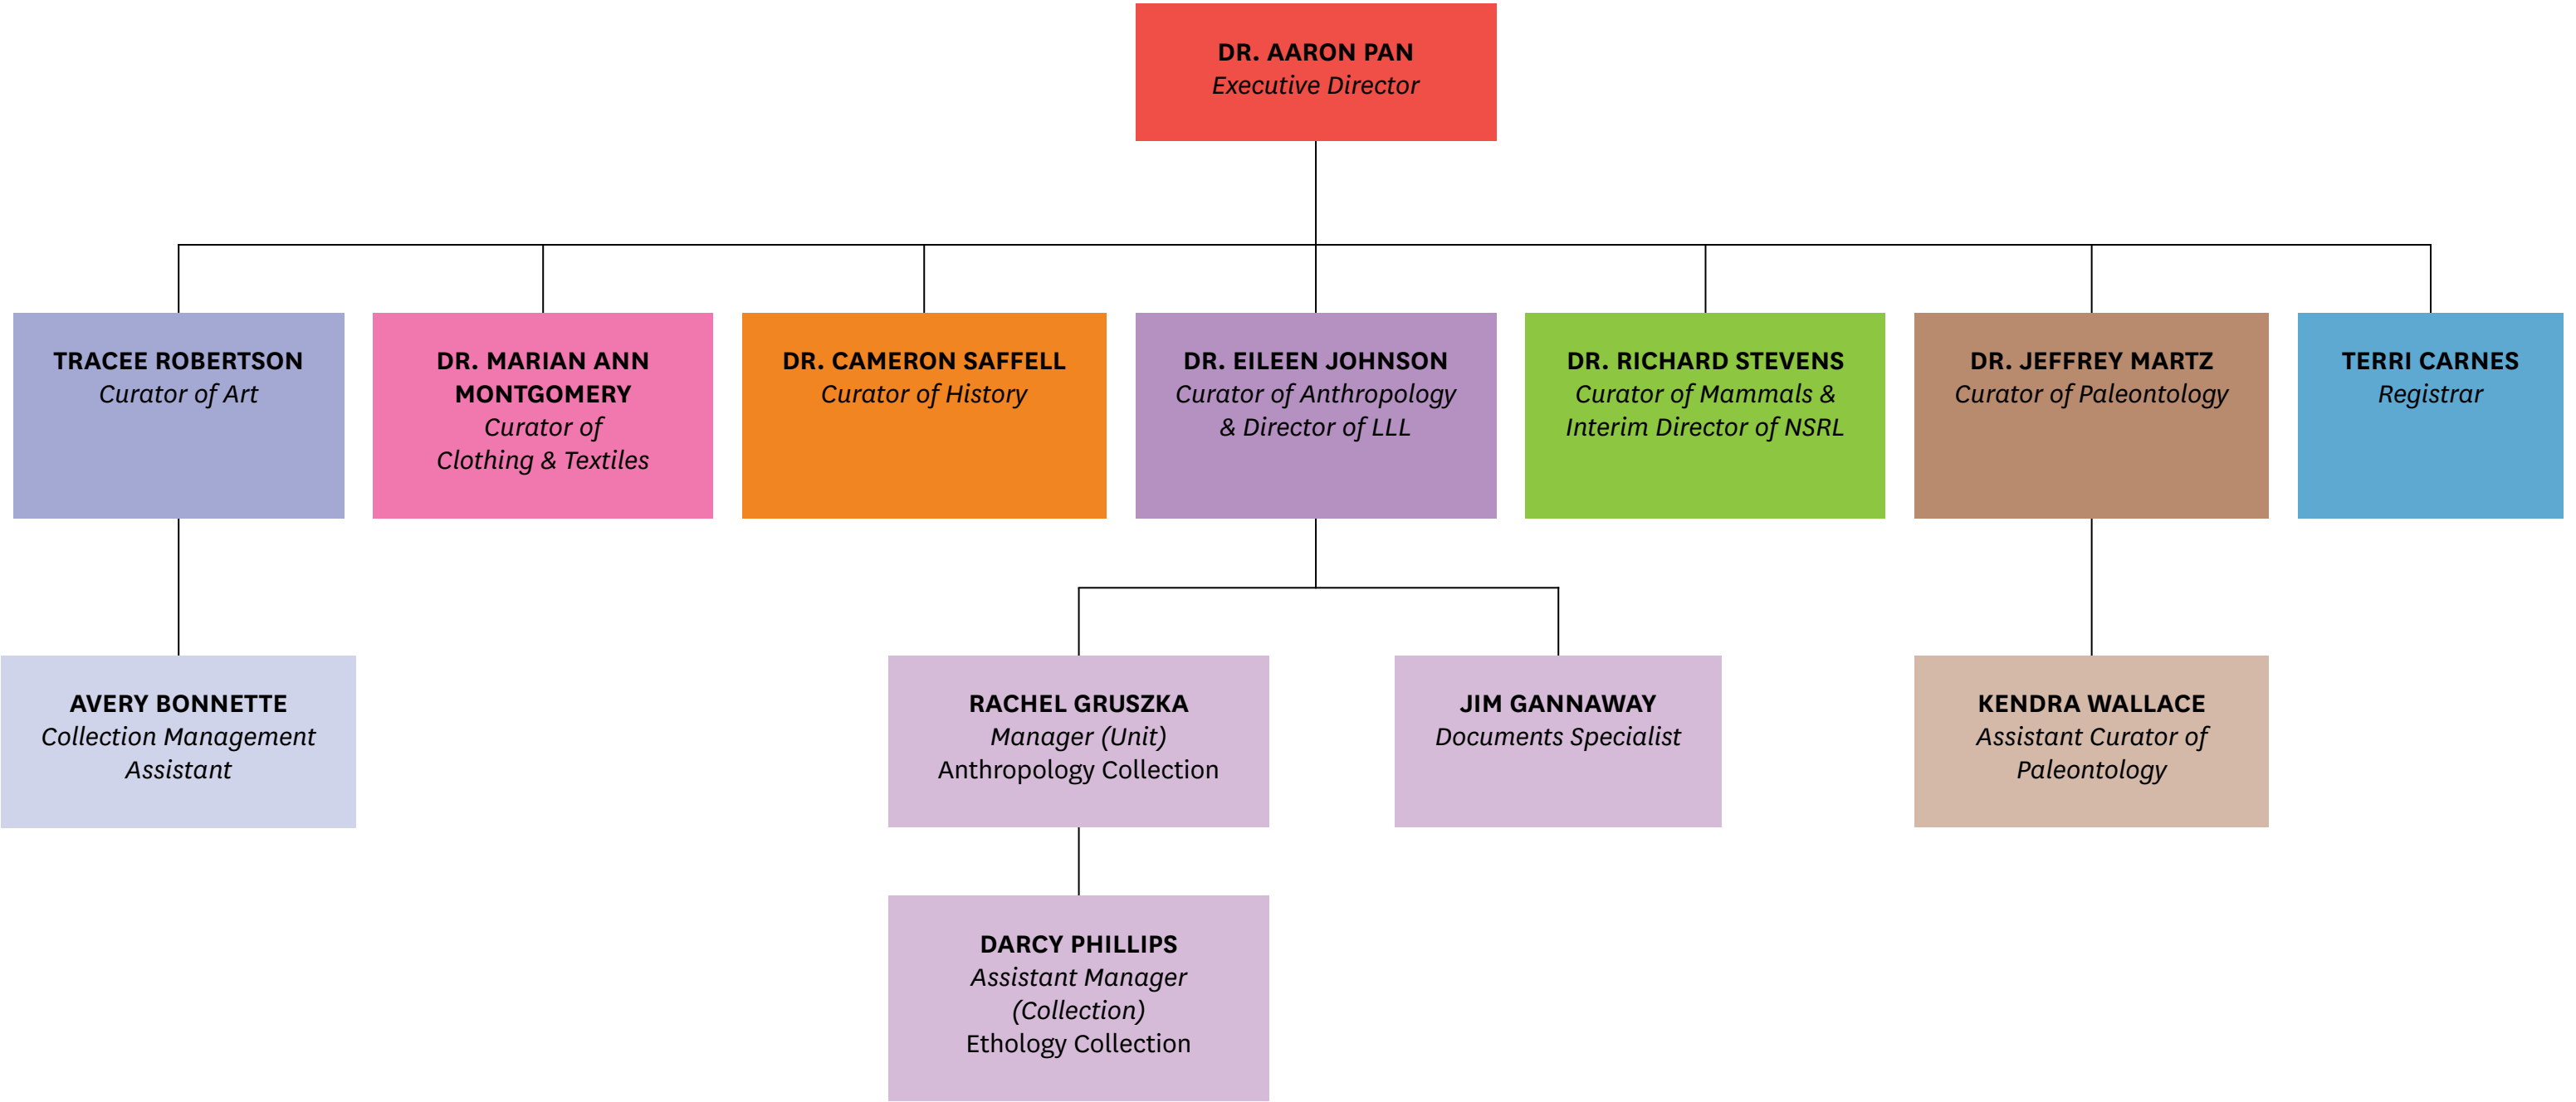 DR. AARON PAN
Executive Director
TRACEE ROBERTSON
Curator of Art
DR. MARIAN ANN
MONTGOMERY
Curator of
Clothing & Textiles
DR. CAMERON SAFFELL
Curator of History
DR. EILEEN JOHNSON
Curator of Anthropology
& Director of LLL
DR. RICHARD STEVENS
Curator of Mammals &
Interim Director of NSRL
DR. JEFFREY MARTZ
Curator of Paleontology
TERRI CARNES
Registrar
AVERY BONNETTE
Collection Management
Assistant
RACHEL GRUSZKA
Manager (Unit)
Anthropology Collection
JIM GANNAWAY
Documents Specialist
KENDRA WALLACE
Assistant Curator of
Paleontology
DARCY PHILLIPS
Assistant Manager
(Collection)
Ethology Collection